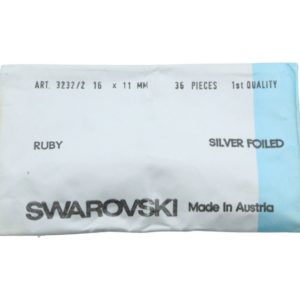 ART. 3232/2 16 x 11 MM 36 PIECES 1st QUALITY
RUBY SILVER FOILED
SWAROVSKI Made in Austria